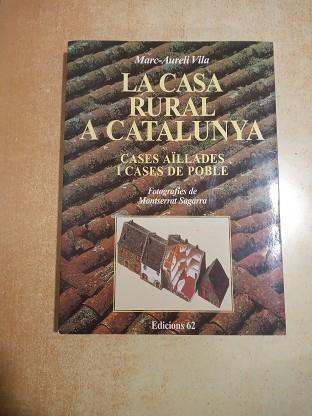 Marc-Aureli Vila
LA CASA
RURAL
A CATALUNYA
CASES AÏLLADES
I CASES DE POBLE
Fotografies de
Montserrat Sagarra
Edicions 62